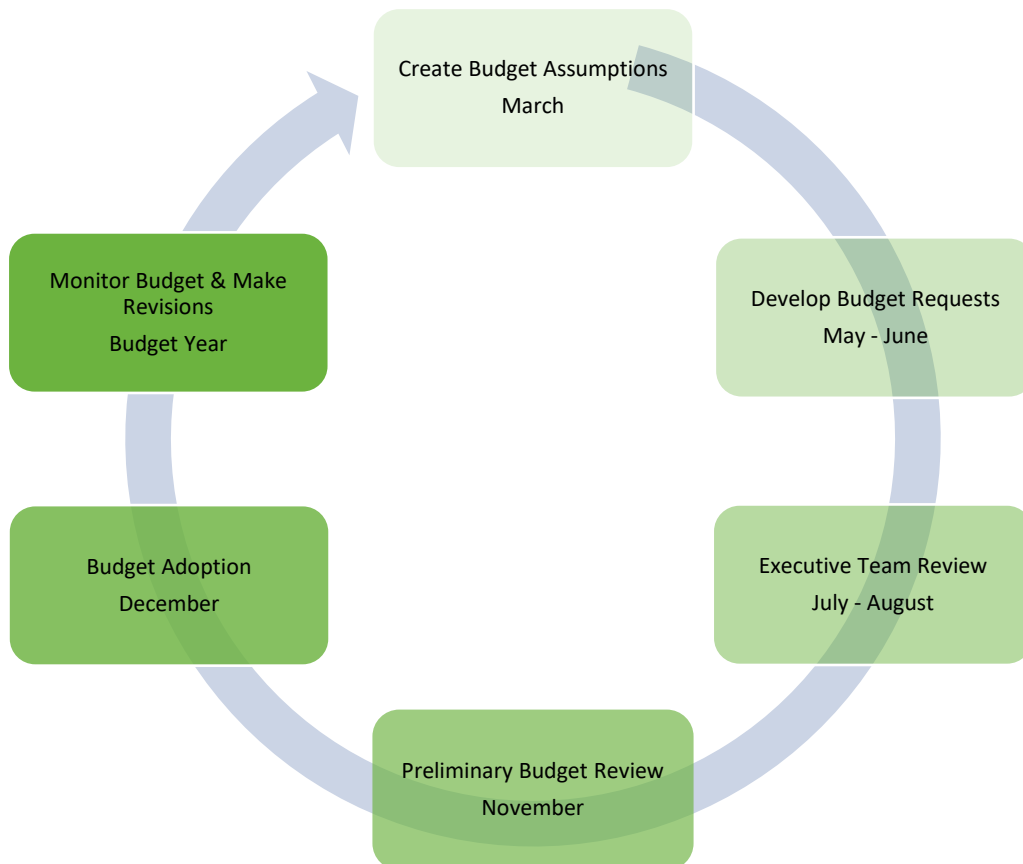 Create Budget Assumptions
March
Develop Budget Requests
May - June
Executive Team Review
July - August
Preliminary Budget Review
November
Budget Adoption
December
Monitor Budget & Make
Revisions
Budget Year